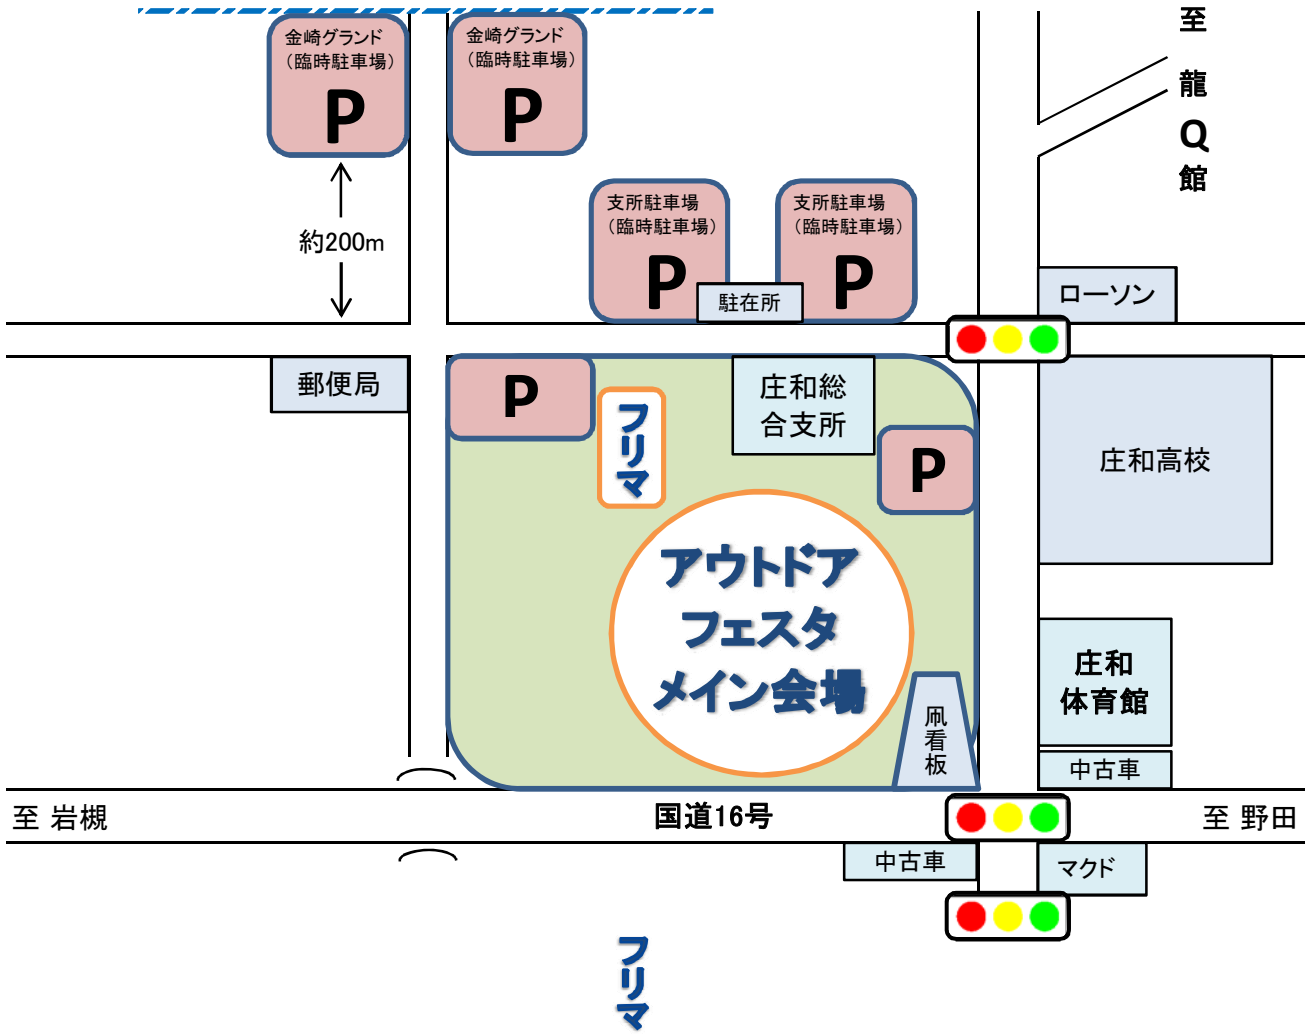 金崎グランド
（臨時駐車場）
P
金崎グランド
（臨時駐車場）
P
至 龍 Q 館
約200m
支所駐車場
（臨時駐車場）
P
支所駐車場
（臨時駐車場）
P
駐在所
ローソン
郵便局
P
フリマ
庄和総
合支所
P
庄和高校
アウトドア
フェスタ
メイン会場
凧看板
庄和
体育館
中古車
至 岩槻
国道16号
至 野田
中古車
マクド
フリマ